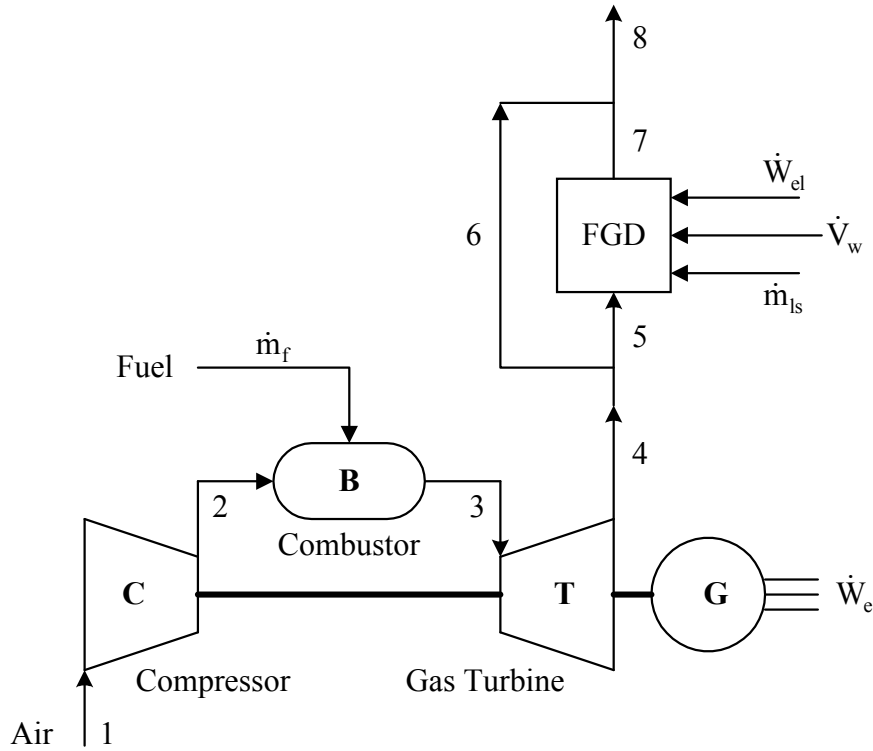 8
7
Ẇel
6
FGD
V̇w
ṁls
5
Fuel
ṁf
4
B
2
3
Combustor
C
T
G
Ẇe
Compressor
Gas Turbine
Air
1